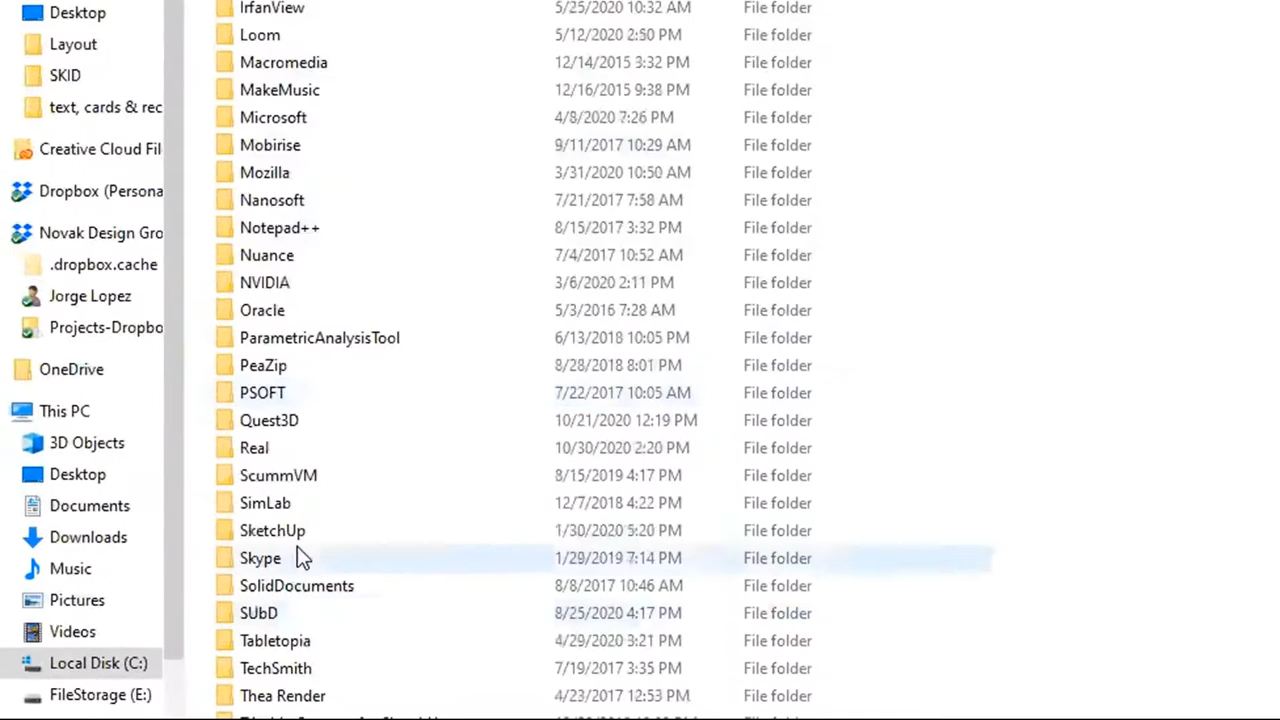 Desktop
Layout
SKID
text, cards & rec
Creative Cloud Fil
Dropbox (Persona
Novak Design Gro
.dropbox.cache
Jorge Lopez
Projects-Dropbo
OneDrive
This PC
3D Objects
Desktop
Documents
Downloads
Music
Pictures
Videos
Local Disk (C:)
FileStorage (E:)
IrfanView 5/25/2020 10:32 AM File folder
Loom 5/12/2020 2:50 PM File folder
Macromedia 12/14/2015 3:32 PM File folder
MakeMusic 12/16/2015 9:38 PM File folder
Microsoft 4/8/2020 7:26 PM File folder
Mobirise 9/11/2017 10:29 AM File folder
Mozilla 3/31/2020 10:50 AM File folder
Nanosoft 7/21/2017 7:58 AM File folder
Notepad++ 8/15/2017 3:32 PM File folder
Nuance 7/4/2017 10:52 AM File folder
NVIDIA 3/6/2020 2:11 PM File folder
Oracle 5/3/2016 7:28 AM File folder
ParametricAnalysisTool 6/13/2018 10:05 PM File folder
PeaZip 8/28/2018 8:01 PM File folder
PSOFT 7/22/2017 10:05 AM File folder
Quest3D 10/21/2020 12:19 PM File folder
Real 10/30/2020 2:20 PM File folder
ScummVM 8/15/2019 4:17 PM File folder
SimLab 12/7/2018 4:22 PM File folder
SketchUp 1/30/2020 5:20 PM File folder
Skype 1/29/2019 7:14 PM File folder
SolidDocuments 8/8/2017 10:46 AM File folder
SUbD 8/25/2020 4:17 PM File folder
Tabletopia 4/29/2020 3:21 PM File folder
TechSmith 7/19/2017 3:35 PM File folder
Thea Render 4/23/2017 12:53 PM File folder